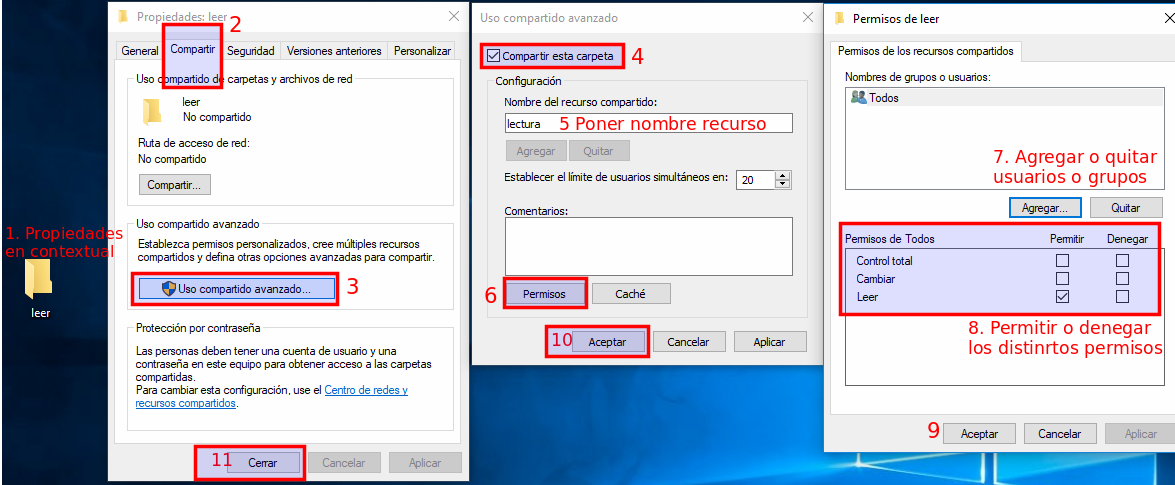 1. Propiedades
en contextual
leer
Propiedades: leer
2
General
Compartir
Seguridad
Versiones anteriores
Personalizar
Uso compartido de carpetas y archivos de red
leer
No compartido
Ruta de acceso de red:
No compartido
Compartir...
Uso compartido avanzado
Establezca permisos personalizados, cree múltiples recursos
compartidos y defina otras opciones avanzadas para compartir.
Uso compartido avanzado...
3
Protección por contraseña
Las personas deben tener una cuenta de usuario y una
contraseña en este equipo para obtener acceso a las carpetas
compartidas.
Para cambiar esta configuración, use el Centro de redes y
recursos compartidos.
11
Cerrar
Cancelar
Aplicar
Uso compartido avanzado
Compartir esta carpeta
4
Configuración
Nombre del recurso compartido:
lectura
5 Poner nombre recurso
Agregar
Quitar
Establecer el límite de usuarios simultáneos en:
20
Comentarios:
6
Permisos
Caché
10
Aceptar
Cancelar
Aplicar
Permisos de leer
Permisos de los recursos compartidos
Nombres de grupos o usuarios:
Todos
7. Agregar o quitar
usuarios o grupos
Agregar...
Quitar
Permisos de Todos
Permitir
Denegar
Control total
Cambiar
Leer
8. Permitir o denegar
los distinrtos permisos
9
Aceptar
Cancelar
Aplicar